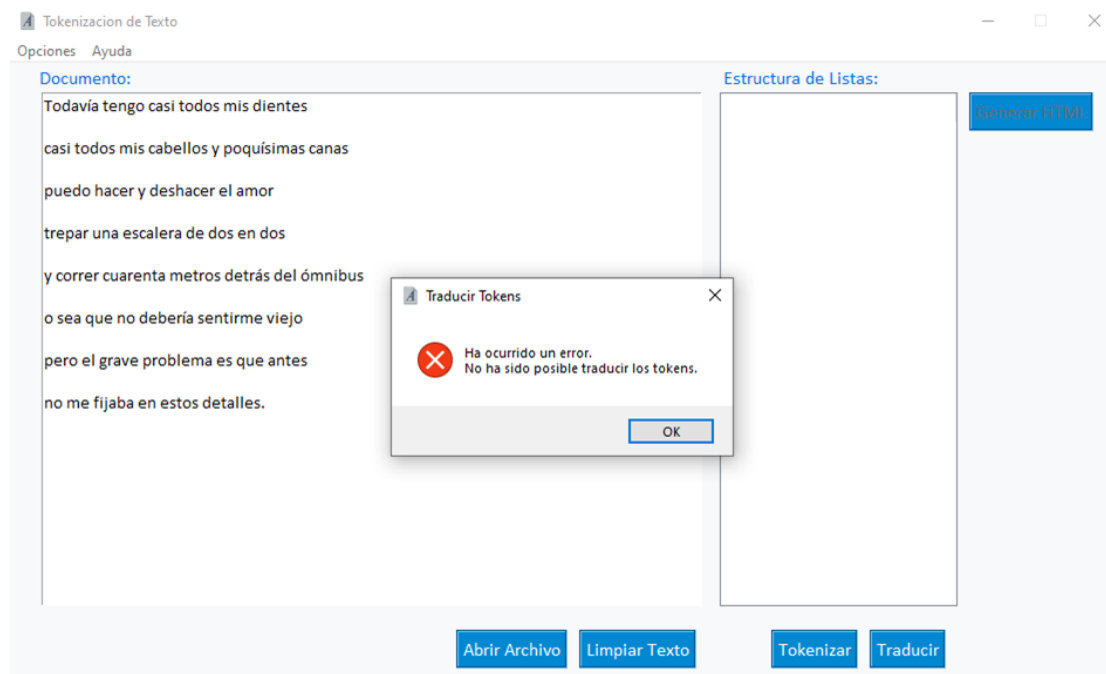 Tokenizacion de Texto
Opciones Ayuda
Documento:
Estructura de Listas:
Todavía tengo casi todos mis dientes
casi todos mis cabellos y poquísimas canas
puedo hacer y deshacer el amor
trepar una escalera de dos en dos
y correr cuarenta metros detrás del ómnibus
o sea que no debería sentirme viejo
pero el grave problema es que antes
no me fijaba en estos detalles.
Generar HTML
Traducir Tokens
Ha ocurrido un error.
No ha sido posible traducir los tokens.
OK
Abrir Archivo
Limpiar Texto
Tokenizar
Traducir